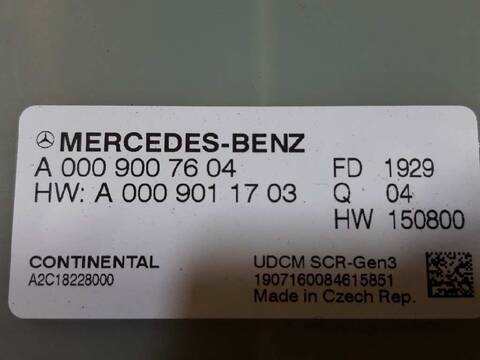 MERCEDES-BENZ
A 000 900 76 04 FD 1929
HW: A 000 901 17 03 Q 04
HW 150800
CONTINENTAL UDCM SCR-Gen3
A2C18228000 1907160084615851
Made in Czech Rep.